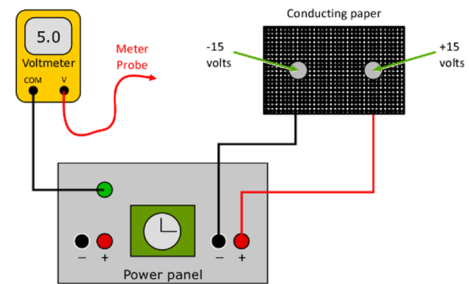 Conducting paper
5.0
Voltmeter
COM
V
Meter
Probe
-15
volts
+15
volts
– +
– +
Power panel